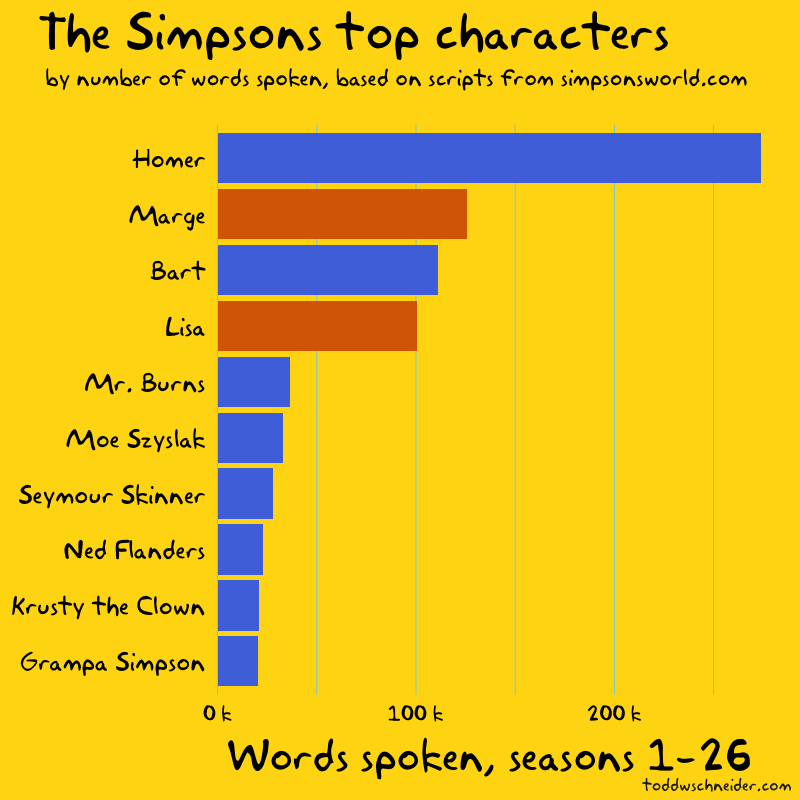 The Simpsons top characters
by number of words spoken, based on scripts from simpsonsworld.com
Homer
Marge
Bart
Lisa
Mr. Burns
Moe Szyslak
Seymour Skinner
Ned Flanders
Krusty the Clown
Grampa Simpson
0 k 100 k 200 k
Words spoken, seasons 1-26
toddwschneider.com